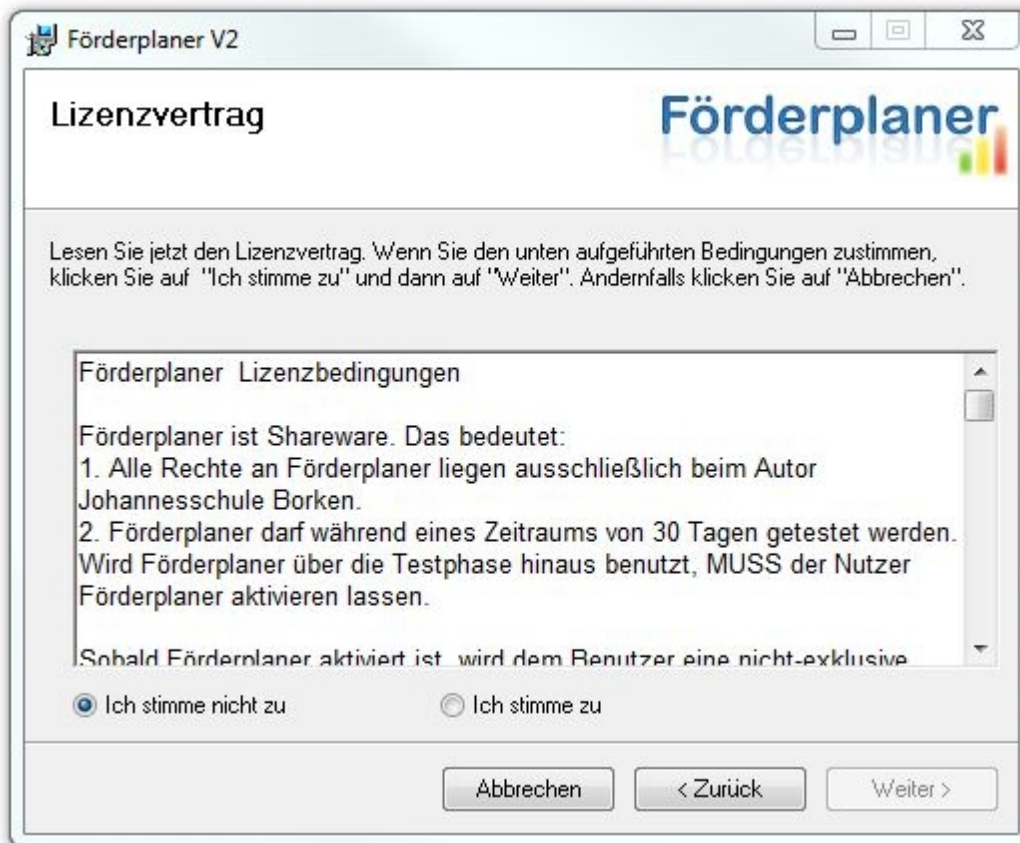 Förderplaner V2
Lizenzvertrag
Förderplaner
Lesen Sie jetzt den Lizenzvertrag. Wenn Sie den unten aufgeführten Bedingungen zustimmen,
klicken Sie auf "Ich stimme zu" und dann auf "Weiter". Andernfalls klicken Sie auf "Abbrechen".
Förderplaner Lizenzbedingungen
Förderplaner ist Shareware. Das bedeutet:
1. Alle Rechte an Förderplaner liegen ausschließlich beim Autor
Johannesschule Borken.
2. Förderplaner darf während eines Zeitraums von 30 Tagen getestet werden.
Wird Förderplaner über die Testphase hinaus benutzt, MUSS der Nutzer
Förderplaner aktivieren lassen.
Sobald Förderplaner aktiviert ist, wird dem Benutzer eine nicht-exklusive
Ich stimme nicht zu
Ich stimme zu
Abbrechen
< Zurück
Weiter >